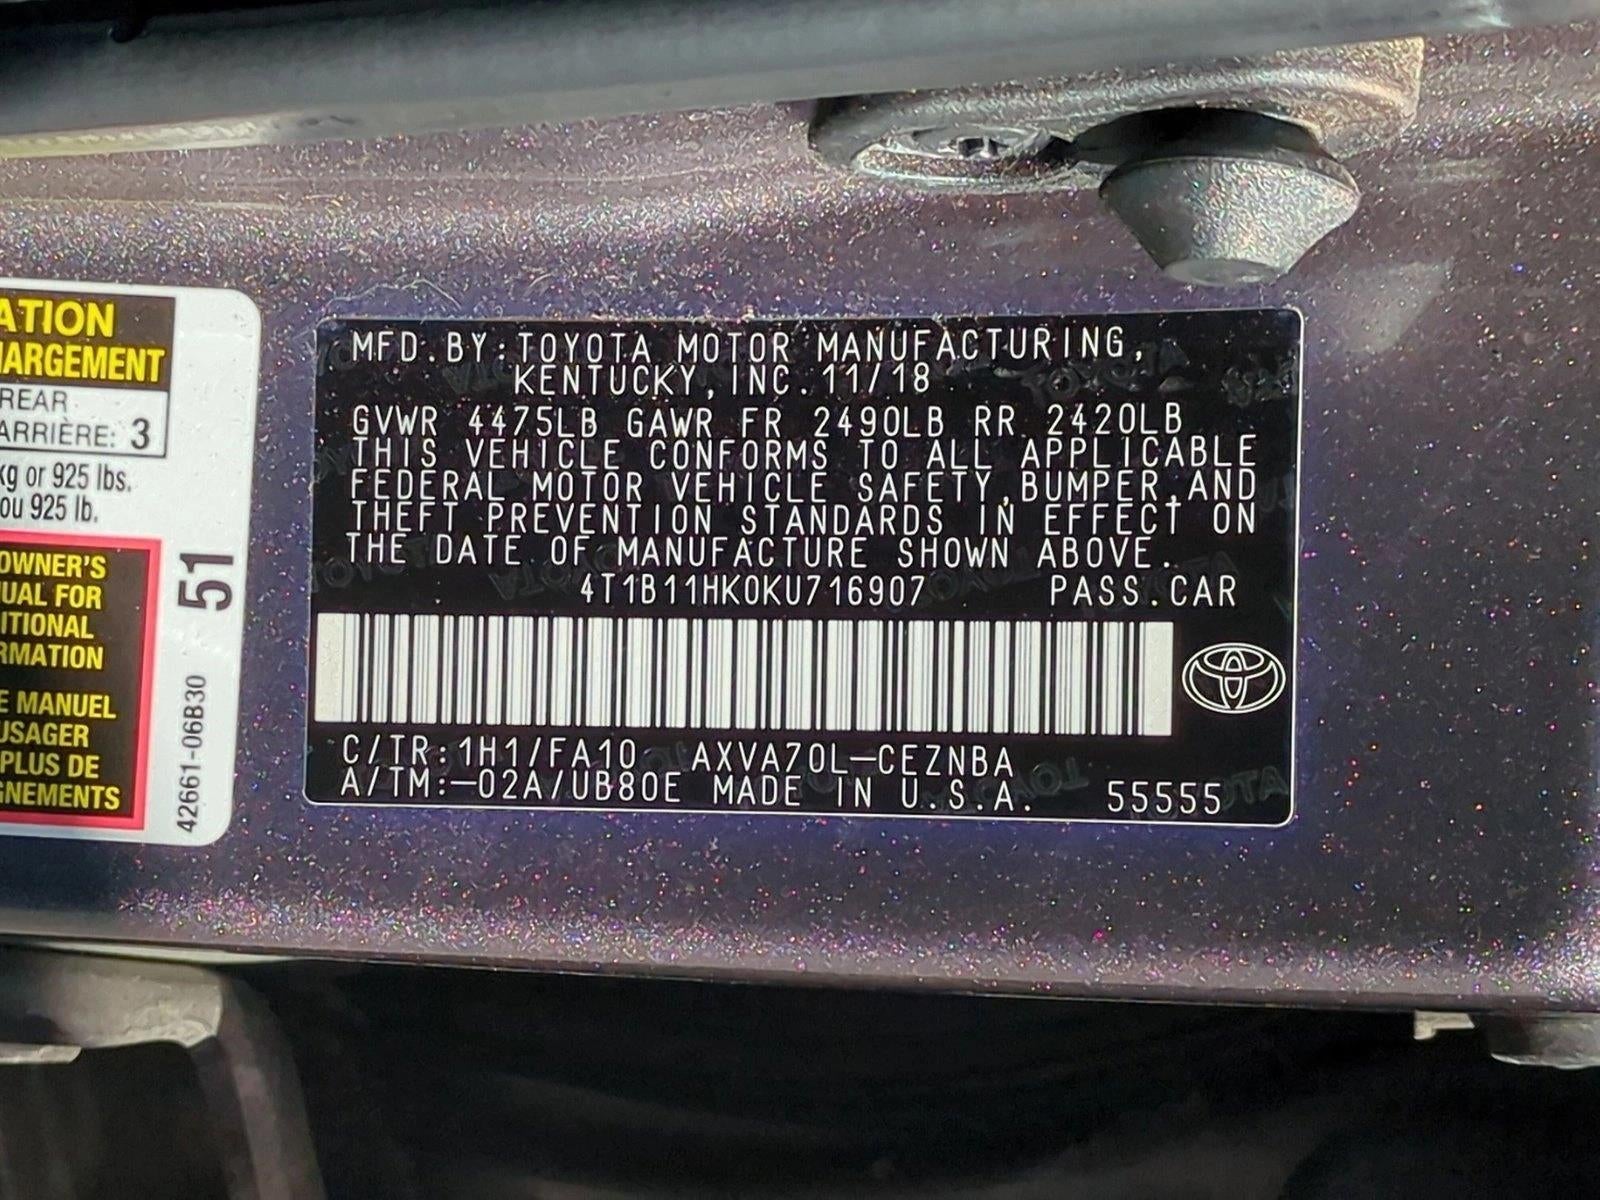 ATION
HARGEMENT
REAR
ARRIÈRE: 3
kg or 925 lbs.
ou 925 lb.
OWNER'S
UAL FOR
ITIONAL
RMATION
E MANUEL
USAGER
PLUS DE
GNEMENTS
51
42661-06B30
MFD.BY:TOYOTA MOTOR MANUFACTURING,
KENTUCKY, INC. 11/18
GVWR 4475LB GAWR FR 2490LB RR 2420LB
THIS VEHICLE CONFORMS TO ALL APPLICABLE
FEDERAL MOTOR VEHICLE SAFETY,BUMPER,AND
THEFT PREVENTION STANDARDS IN EFFECT ON
THE DATE OF MANUFACTURE SHOWN ABOVE.
4T1B11HK0KU716907 PASS.CAR
C/TR:1H1/FA10 AXVA70L-CEZNBA
A/TM:-02A/UB80E MADE IN U.S.A. 55555